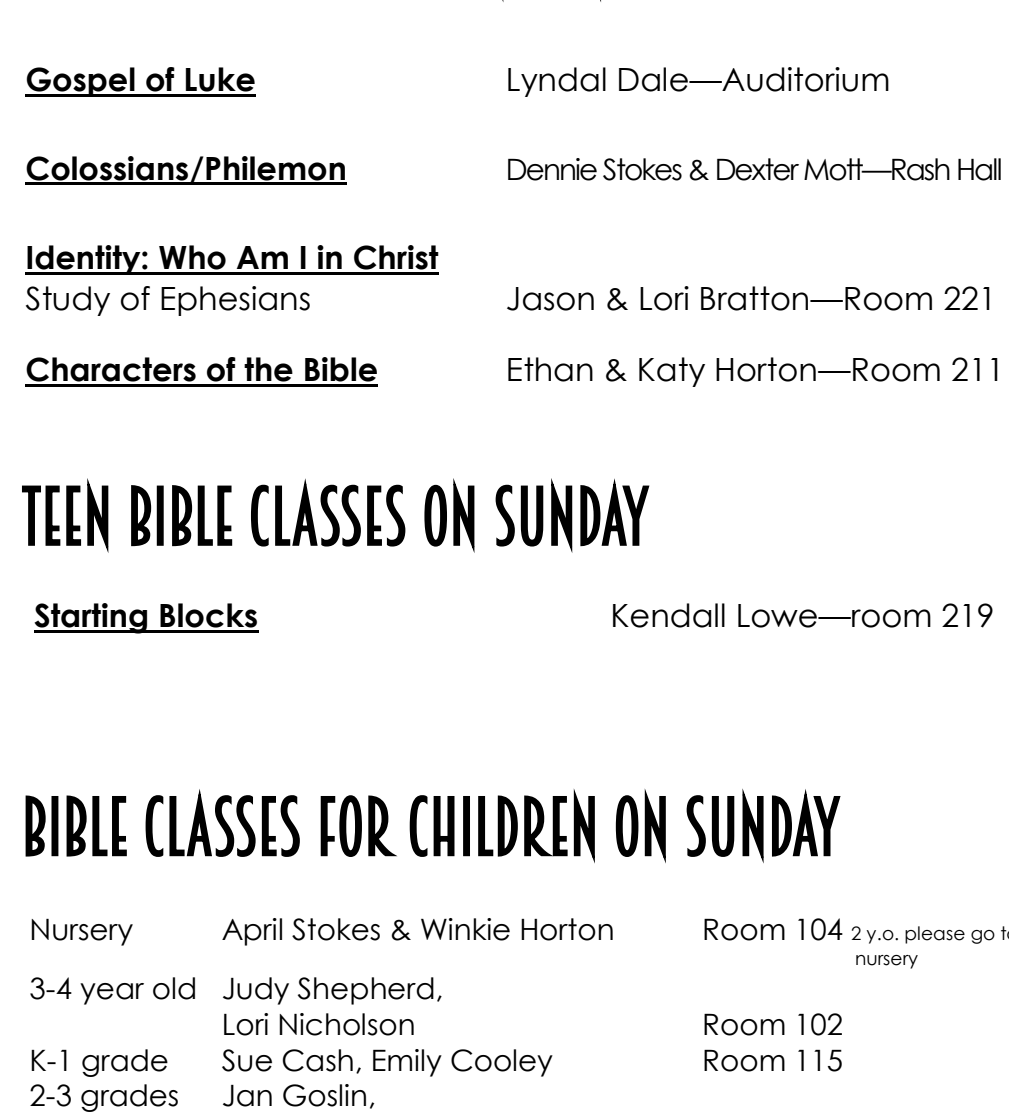 Gospel of Luke Lyndal Dale—Auditorium
Colossians/Philemon Dennie Stokes & Dexter Mott—Rash Hall
Identity: Who Am I in Christ
Study of Ephesians Jason & Lori Bratton—Room 221
Characters of the Bible Ethan & Katy Horton—Room 211
TEEN BIBLE CLASSES ON SUNDAY
Starting Blocks Kendall Lowe—room 219
BIBLE CLASSES FOR CHILDREN ON SUNDAY
Nursery April Stokes & Winkie Horton Room 104 2 y.o. please go
nursery
3-4 year old Judy Shepherd,
Lori Nicholson Room 102
K-1 grade Sue Cash, Emily Cooley Room 115
2-3 grades Jan Goslin,